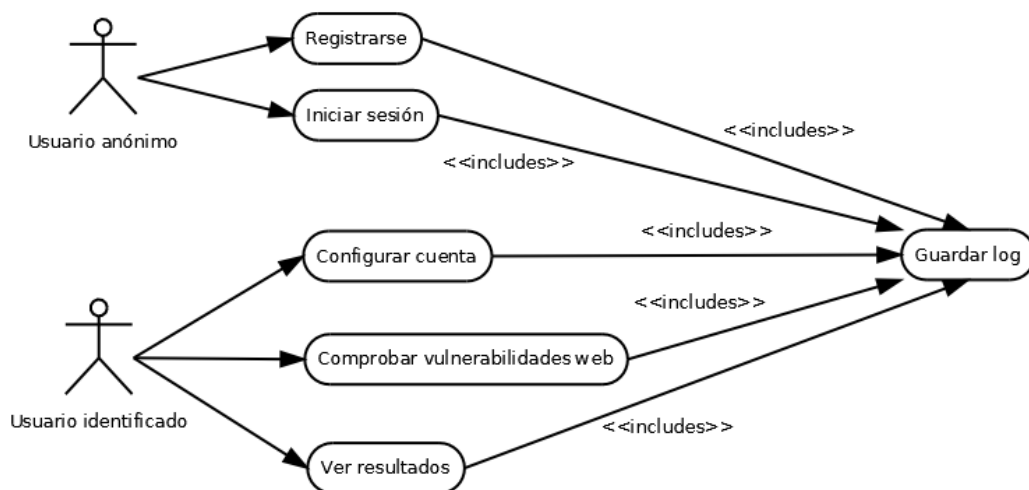 Registrarse
Iniciar sesión
Usuario anónimo
<<includes>>
<<includes>>
Configurar cuenta
<<includes>>
Guardar log
<<includes>>
Comprobar vulnerabilidades web
Usuario identificado
<<includes>>
Ver resultados